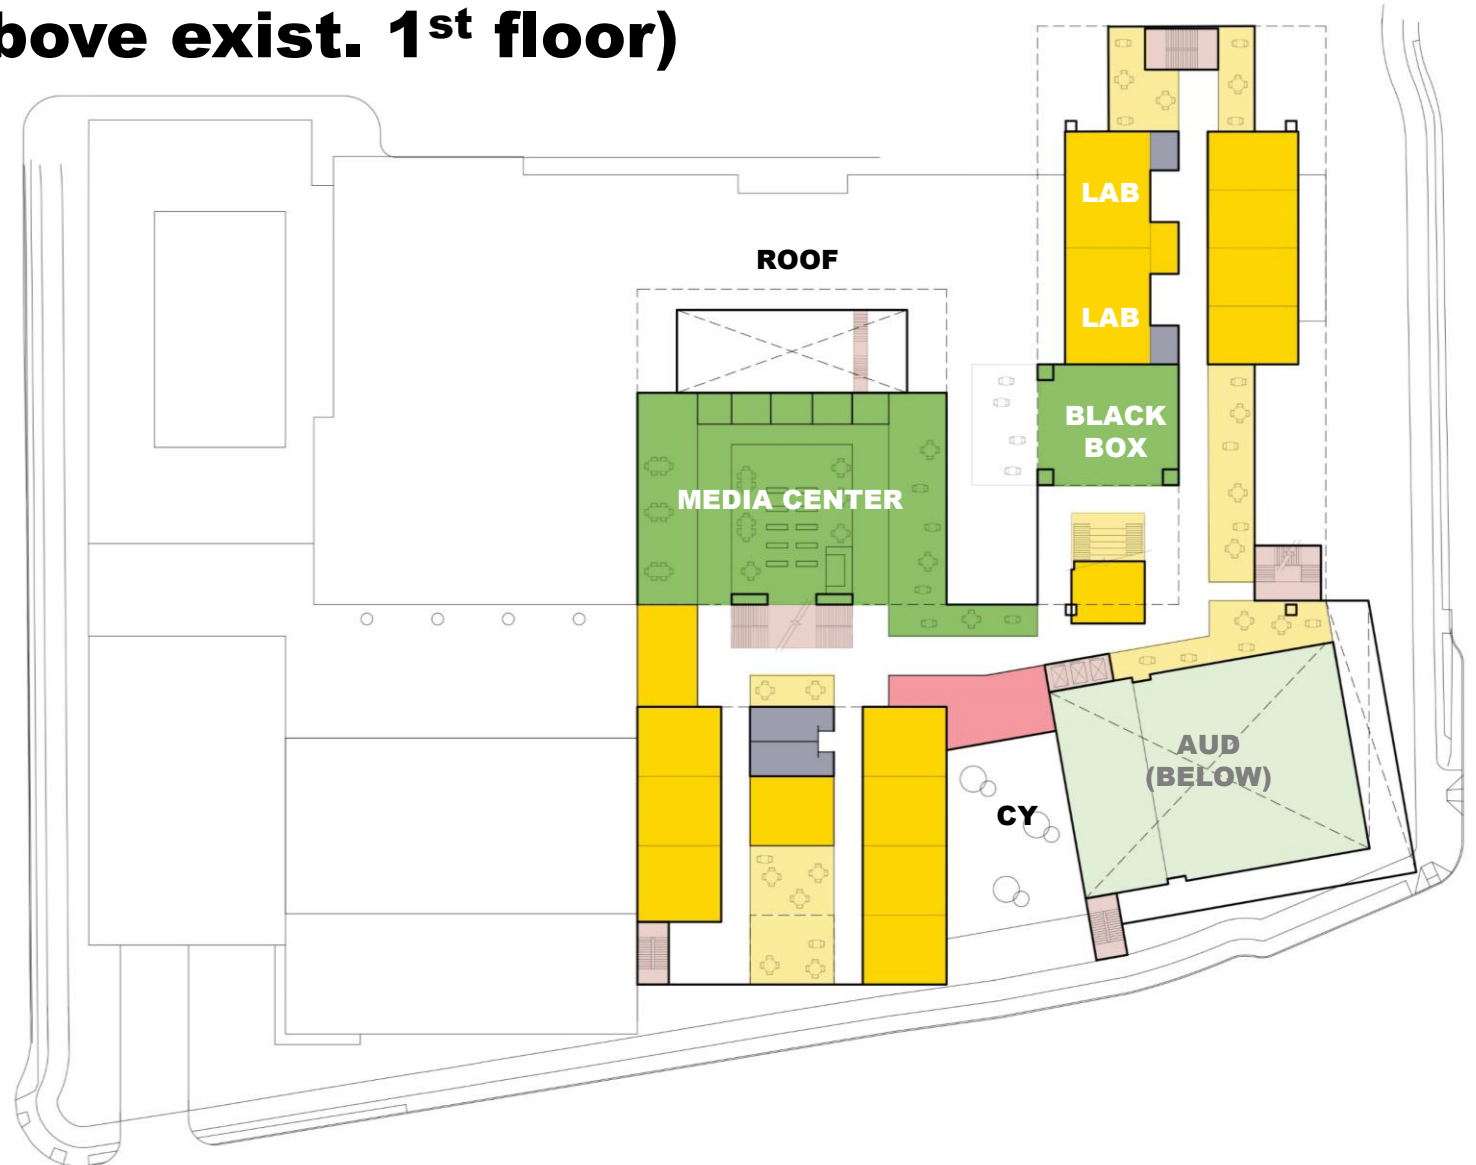 bove exist. 1st floor)
LAB
ROOF
LAB
BLACK
BOX
MEDIA CENTER
AUD
(BELOW)
CY